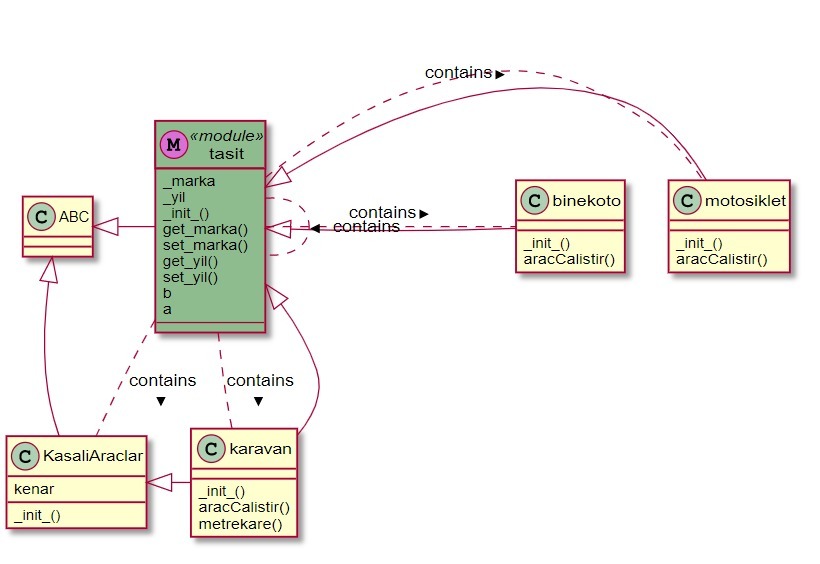 contains
M «module»
tasit
_marka
_yil
_init_()
get_marka()
set_marka()
get_yil()
set_yil()
b
a
C ABC
contains
contains
C binekoto
_init_()
aracCalistir()
C motosiklet
_init_()
aracCalistir()
contains
contains
C KasaliAraclar
kenar
_init_()
C karavan
_init_()
aracCalistir()
metrekare()